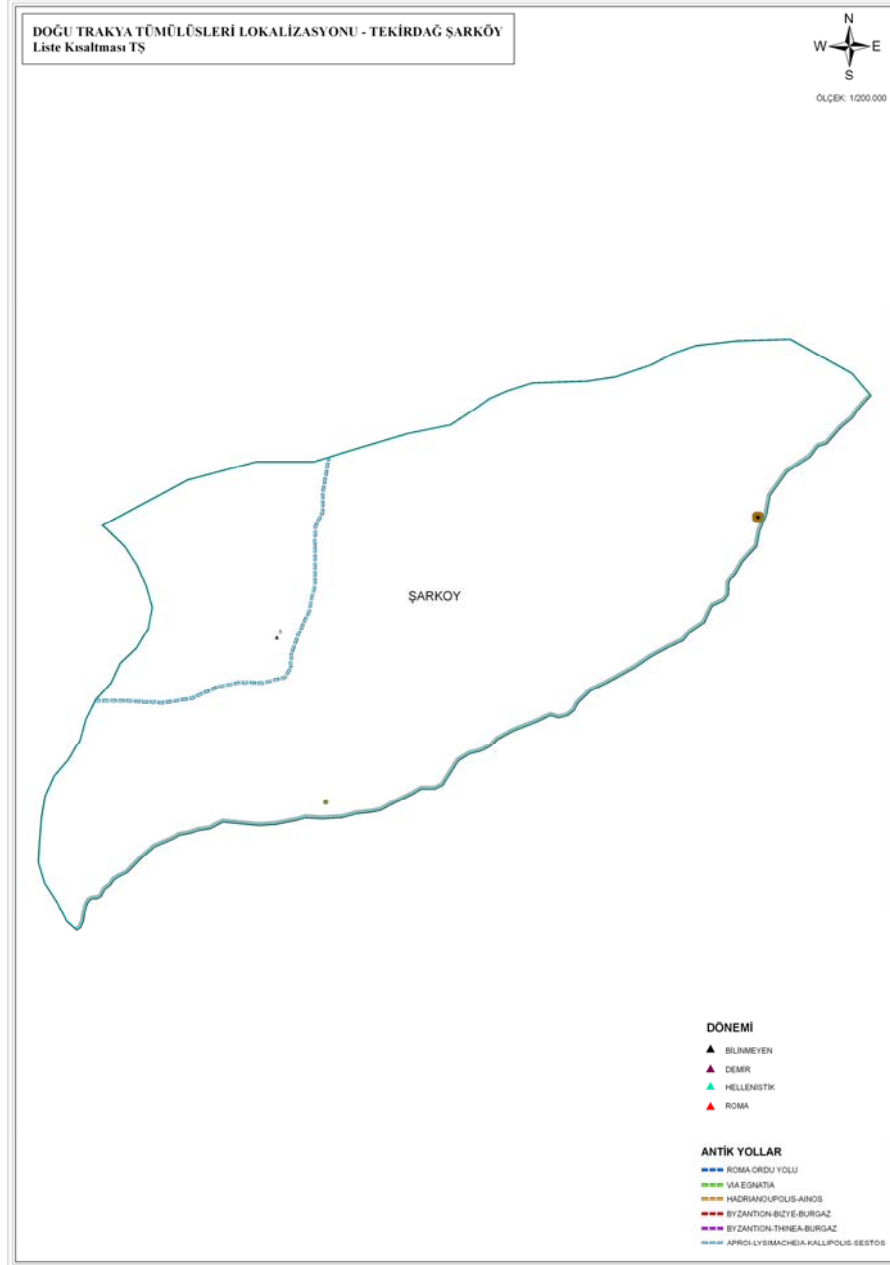 DOĞU TRAKYA TÜMÜLÜSLERİ LOKALİZASYONU - TEKİRDAĞ ŞARKÖY
Liste Kısaltması TŞ
N
W E
S
ÖLÇEK: 1/200.000
ŞARKOY
DÖNEMİ
BİLİNMEYEN
DEMİR
HELLENİSTİK
ROMA
ANTİK YOLLAR
ROMA ORDU YOLU
VIA EGNATIA
HADRIANOUPOLIS-AINOS
BYZANTION-BIZYE-BURGAZ
BYZANTION-THINEA-BURGAZ
APROI-LYSIMACHEIA-KALLIPOLIS-SESTOS